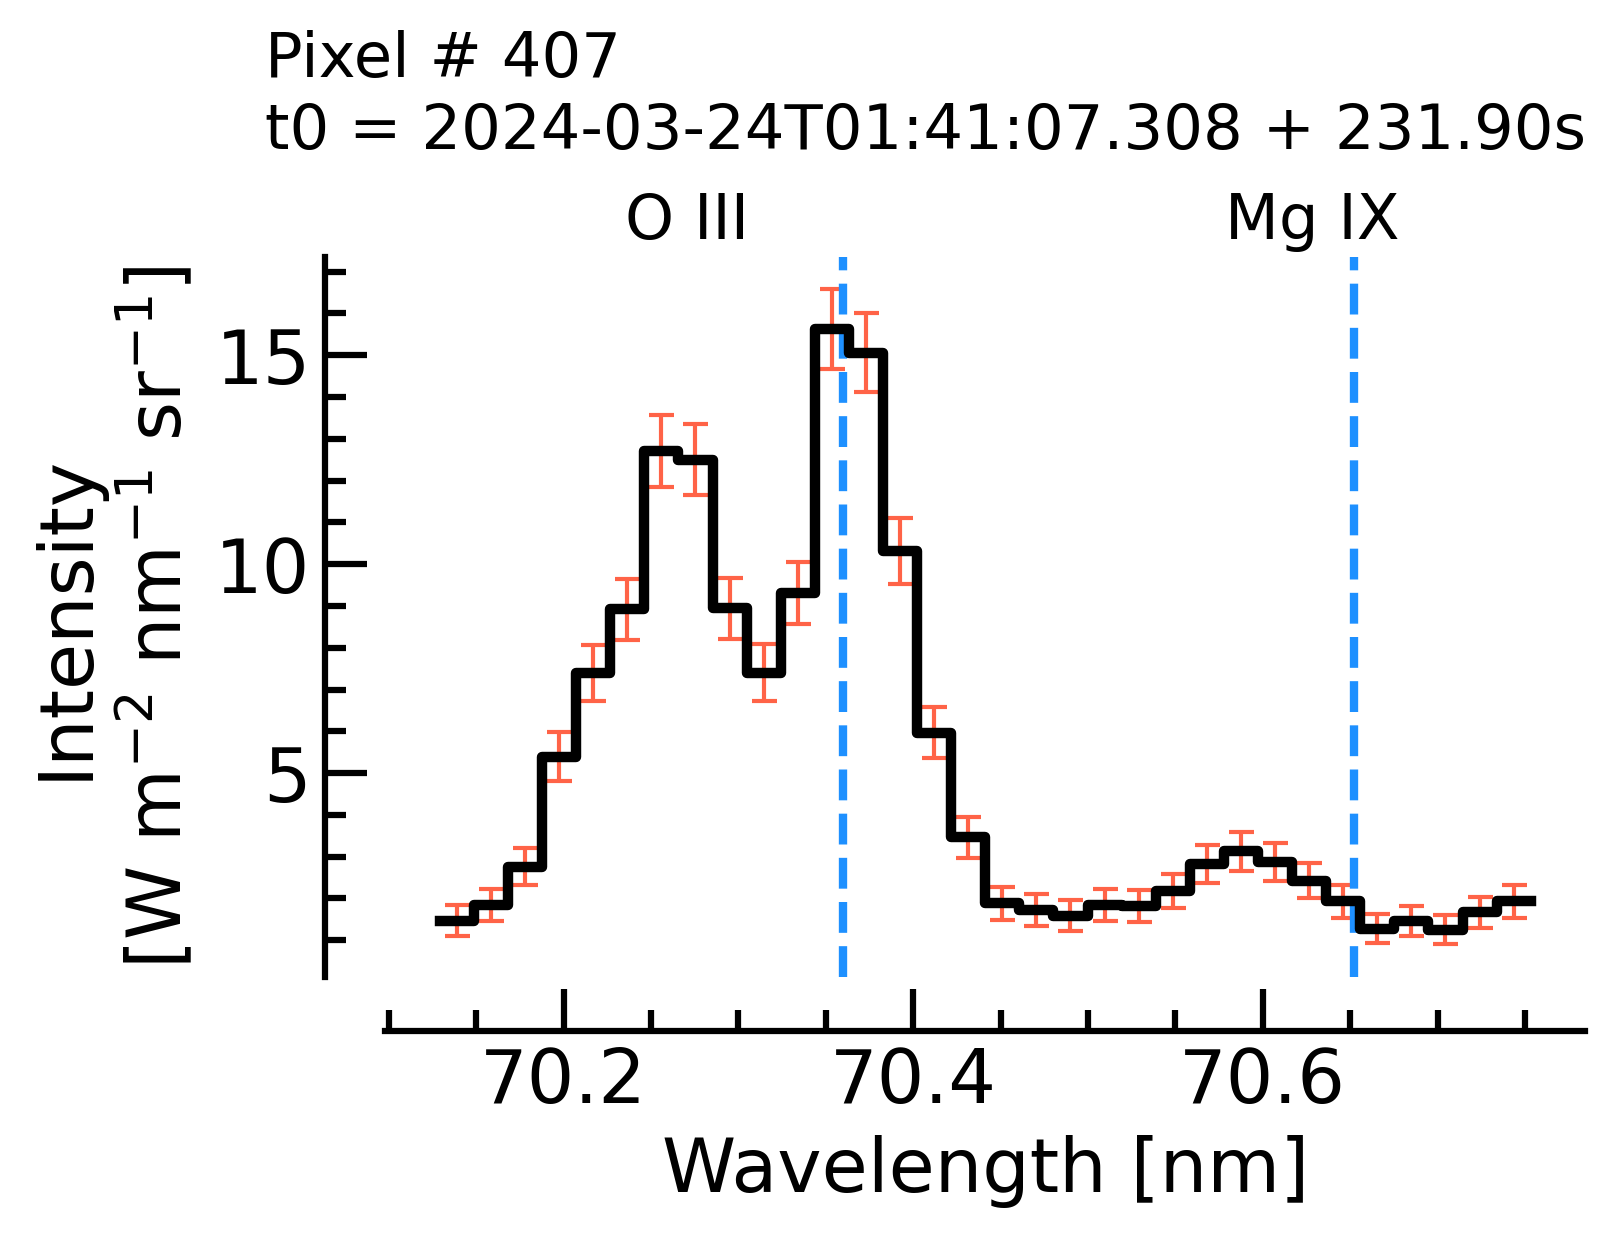 Pixel # 407
t0 = 2024-03-24T01:41:07.308 + 231.90s
O III Mg IX
Intensity
[W m⁻² nm⁻¹ sr⁻¹]
15
10
5
70.2 70.4 70.6
Wavelength [nm]